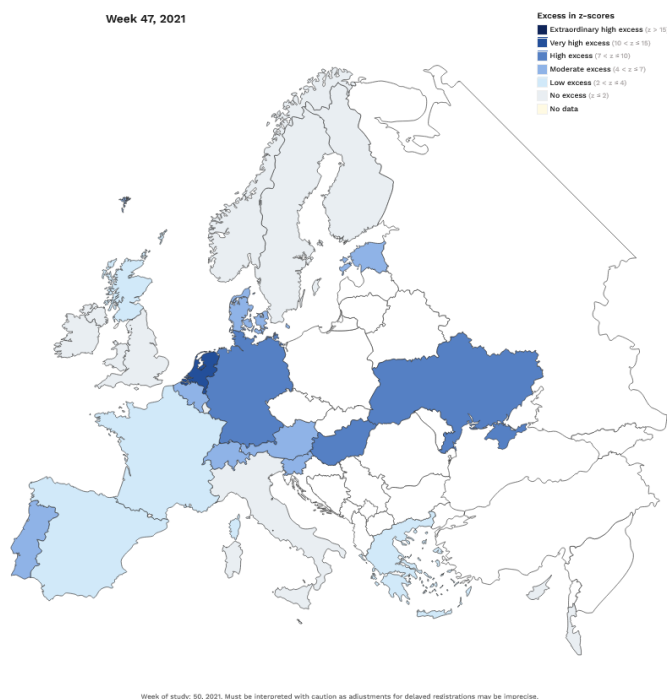 Week 47, 2021
Excess in z-scores
Extraordinary high excess (z > 15
Very high excess (10 < z ≤ 15)
High excess (7 < z ≤ 10)
Moderate excess (4 < z ≤ 7)
Low excess (2 < z ≤ 4)
No excess (z ≤ 2)
No data
Week of study: 50, 2021. Must be interpreted with caution as adjustments for delayed registrations may be imprecise.